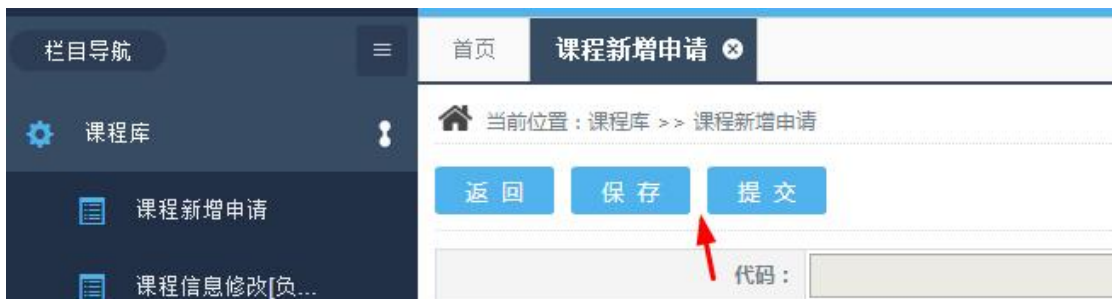 栏目导航
首页
课程新增申请
课程库
当前位置：课程库 >> 课程新增申请
返 回
保 存
提 交
课程新增申请
课程信息修改[负...
代码：